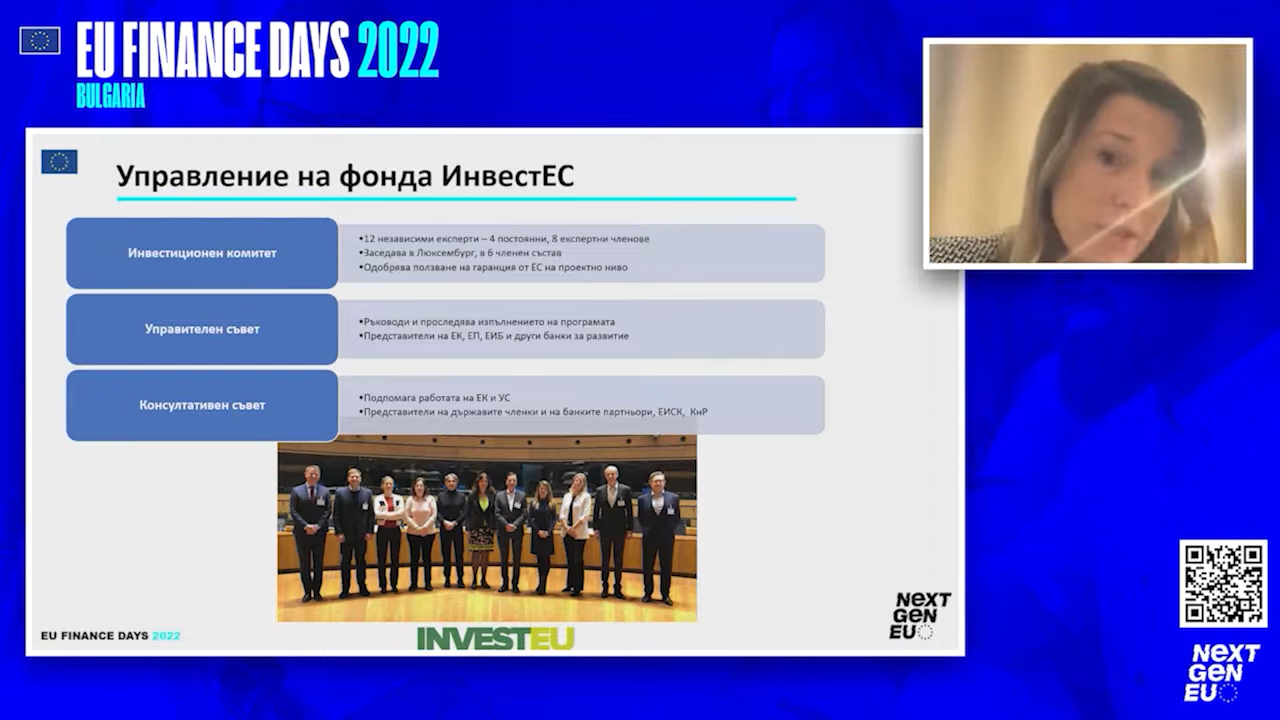 EU FINANCE DAYS 2022
BULGARIA
Управление на фонда ИнвестЕС
Инвестиционен комитет
•12 независими експерти – 4 постоянни, 8 експертни членове
•Заседава в Люксембург, в 6 членен състав
•Одобрява ползване на гаранция от ЕС на проектно ниво
Управителен съвет
•Ръководи и проследява изпълнението на програмата
•Представители на ЕК, ЕП, ЕИБ и други банки за развитие
Консултативен съвет
•Подпомага работата на ЕК и УС
•Представители на държавите членки и на банките партньори, ЕИСК, КнР
EU FINANCE DAYS 2022
INVESTEU
NEXT
GEN
EU
NEXT
GEN
EU